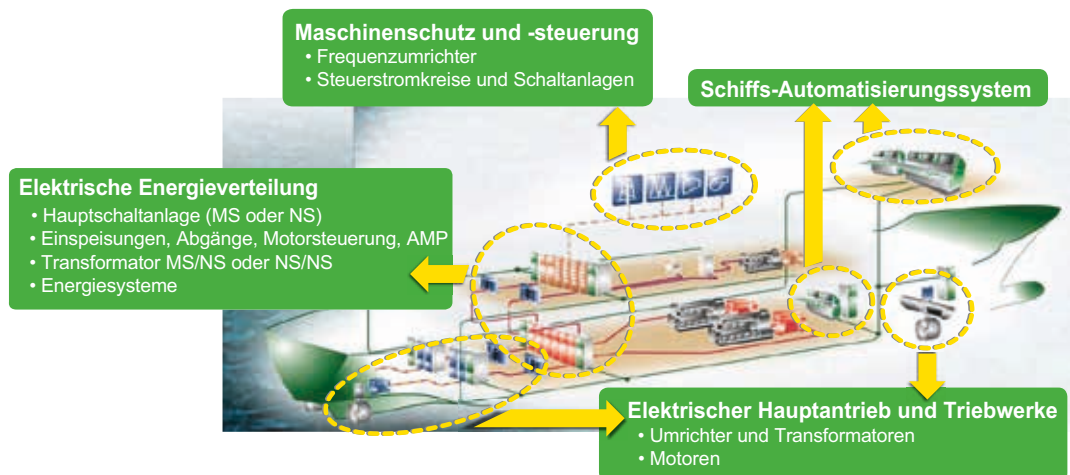 Maschinenschutz und -steuerung
• Frequenzumrichter
• Steuerstromkreise und Schaltanlagen
Schiffs-Automatisierungssystem
Elektrische Energieverteilung
• Hauptschaltanlage (MS oder NS)
• Einspeisungen, Abgänge, Motorsteuerung, AMP
• Transformator MS/NS oder NS/NS
• Energiesysteme
Elektrischer Hauptantrieb und Triebwerke
• Umrichter und Transformatoren
• Motoren